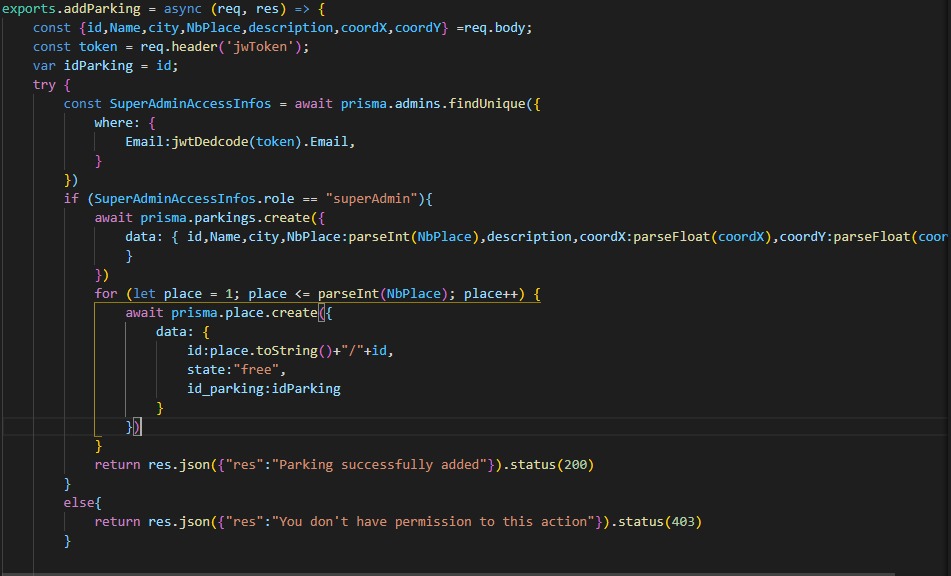 exports.addParking = async (req, res) => {
    const {id,Name,city,NbPlace,description,coordX,coordY} =req.body;
    const token = req.header('jwToken');
    var idParking = id;
    try {
        const SuperAdminAccessInfos = await prisma.admins.findUnique({
            where: {
                Email:jwtDedcode(token).Email,
            }
        })
        if (SuperAdminAccessInfos.role == "superAdmin"){
            await prisma.parkings.create({
                data: { id,Name,city,NbPlace:parseInt(NbPlace),description,coordX:parseFloat(coordX),coordY:parseFloat(coor
                }
            })
            for (let place = 1; place <= parseInt(NbPlace); place++) {
                await prisma.place.create({
                    data: {
                        id:place.toString()+"/"+id,
                        state:"free",
                        id_parking:idParking
                    }
                })
            }
            return res.json({"res":"Parking successfully added"}).status(200)
        }
        else{
            return res.json({"res":"You don't have permission to this action"}).status(403)
        }